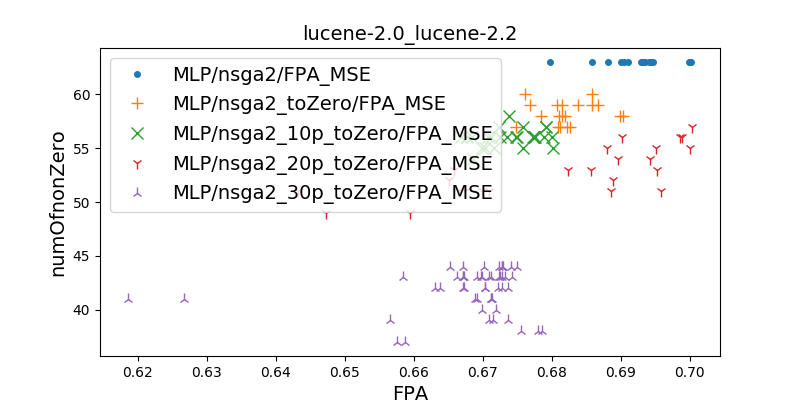 lucene-2.0_lucene-2.2
numOfnonZero
60
55
50
45
40
MLP/nsga2/FPA_MSE
MLP/nsga2_toZero/FPA_MSE
MLP/nsga2_10p_toZero/FPA_MSE
MLP/nsga2_20p_toZero/FPA_MSE
MLP/nsga2_30p_toZero/FPA_MSE
0.62 0.63 0.64 0.65 0.66 0.67 0.68 0.69 0.70
FPA